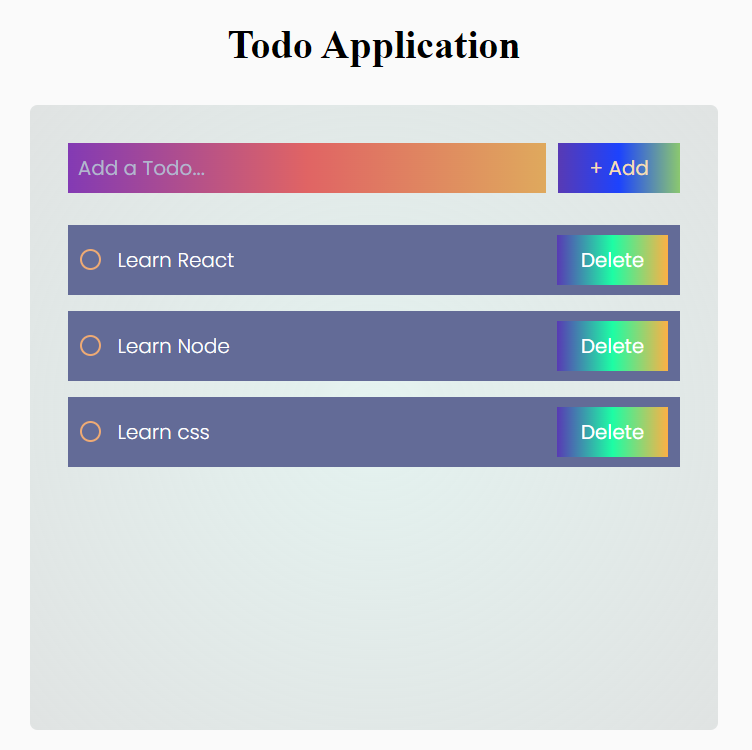 Todo Application
Add a Todo...
+ Add
Learn React
Delete
Learn Node
Delete
Learn css
Delete